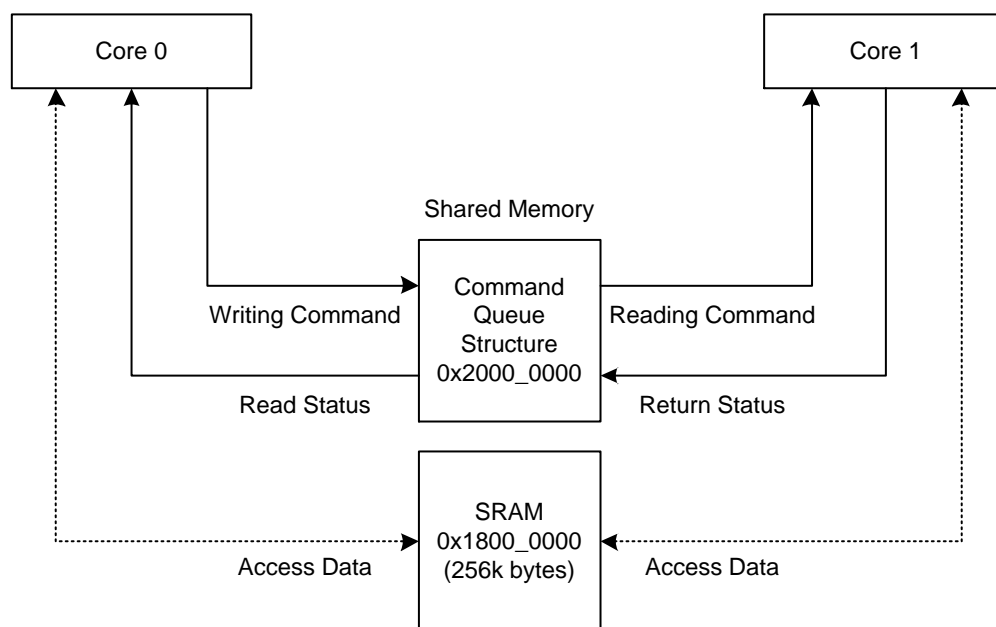 Core 0
Core 1
Shared Memory
Command
Queue
Structure
0x2000_0000
Writing Command
Reading Command
Read Status
Return Status
SRAM
0x1800_0000
(256k bytes)
Access Data
Access Data